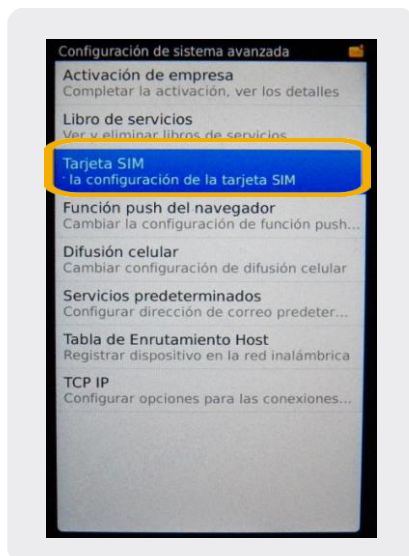 Configuración de sistema avanzada
Activación de empresa
Completar la activación, ver los detalles
Libro de servicios
Ver y eliminar libros de servicios
Tarjeta SIM
la configuración de la tarjeta SIM
Función push del navegador
Cambiar la configuración de función push...
Difusión celular
Cambiar configuración de difusión celular
Servicios predeterminados
Configurar dirección de correo predeter...
Tabla de Enrutamiento Host
Registrar dispositivo en la red inalámbrica
TCP IP
Configurar opciones para las conexiones...